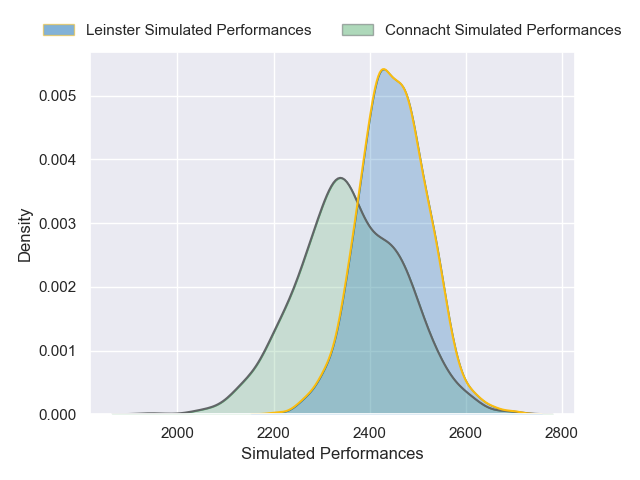 Leinster Simulated Performances
Connacht Simulated Performances
0.005
0.004
0.003
0.002
0.001
0.000
Density
2000 2200 2400 2600 2800
Simulated Performances